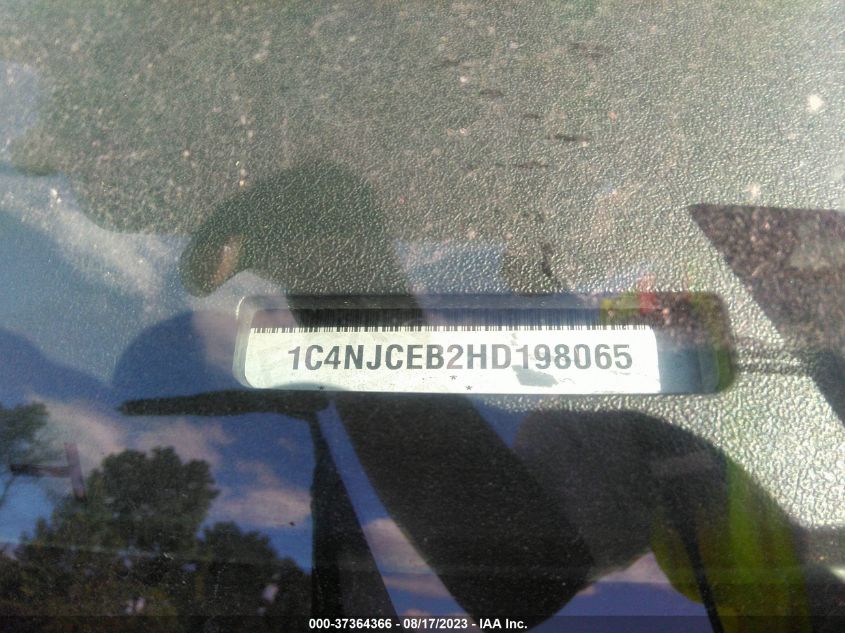 1C4NJCEB2HD198065
* * *
000-37364366 - 08/17/2023 - IAA Inc.